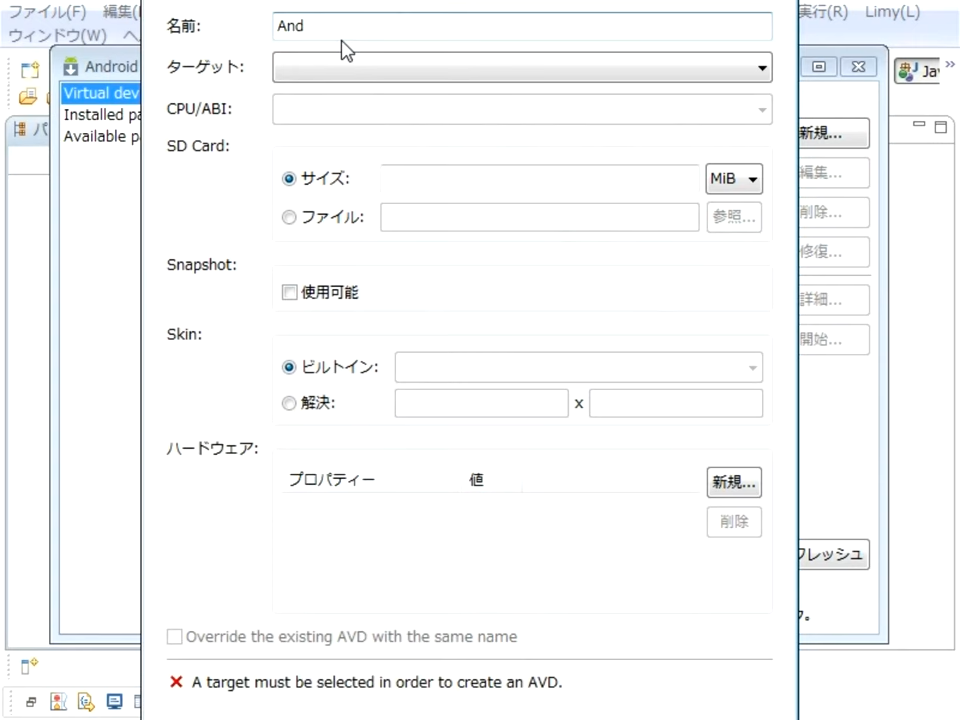 ファイル(F) 編集(
実行(R) Limy(L)
ウィンドウ(W) ヘ
Android
Virtual dev
Installed pa
Available p
パ
Ja
名前: And
ターゲット:
CPU/ABI:
SD Card:
サイズ: MiB
ファイル: 参照...
Snapshot:
使用可能
Skin:
ビルトイン:
解決: x
ハードウェア:
プロパティー 値 新規...
削除
Override the existing AVD with the same name
A target must be selected in order to create an AVD.
新規...
編集...
削除...
修復...
詳細...
開始...
フレッシュ